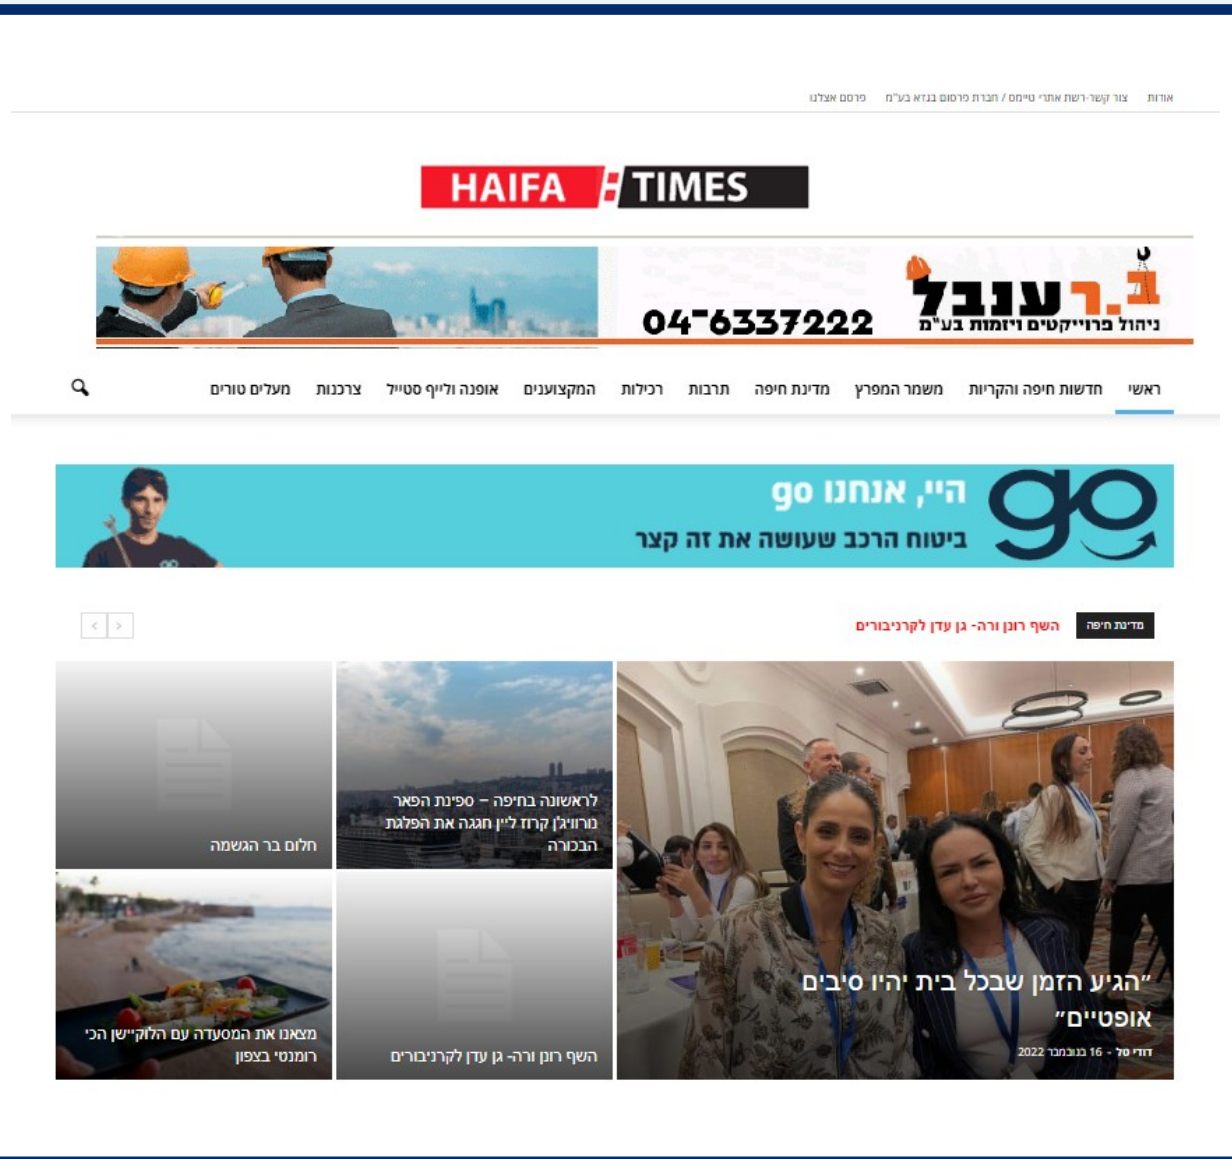 אודות
צור קשר-רשת אתרי טיימס / חברת פרסום בנדא בע"מ
פרסם אצלנו
HAIFA TIMES
ב.ר ענבל
ניהול פרוייקטים ויזמות בע"מ
04-6337222
ראשי
חדשות חיפה והקריות
משמר המפרץ
מדינת חיפה
תרבות
רכילות
המקצוענים
אופנה ולייף סטייל
צרכנות
מעלים טורים
go
היי, אנחנו go
ביטוח הרכב שעושה את זה קצר
מדינת חיפה
השף רונן ורה- גן עדן לקרניבורים
"הגיע הזמן שבכל בית יהיו סיבים
אופטיים"
דודי טל - 16 בנובמבר 2022
לראשונה בחיפה – ספינת הפאר
נורוויג'ן קרוז ליין חגגה את הפלגת
הבכורה
חלום בר הגשמה
השף רונן ורה- גן עדן לקרניבורים
מצאנו את המסעדה עם הלוקיישן הכי
רומנטי בצפון